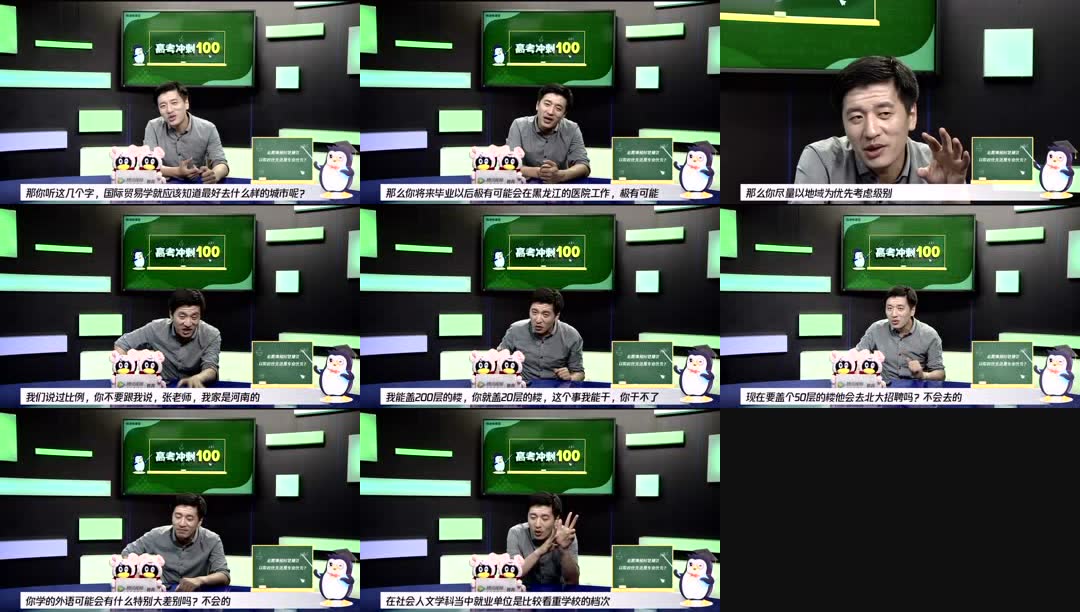 高考冲刺100
那你听这几个字，国际贸易学就应该知道最好去什么样的城市呢？
高考冲刺100
那么你将来毕业以后极有可能会在黑龙江的医院工作，极有可能
那么你尽量以地域为优先考虑级别
高考冲刺100
我们说过比例，你不要跟我说，张老师，我家是河南的
高考冲刺100
我能盖200层的楼，你就盖20层的楼，这个事我能干，你干不了
高考冲刺100
现在要盖个50层的楼他会去北大招聘吗？不会去的
高考冲刺100
你学的外语可能会有什么特别大差别吗？不会的
高考冲刺100
在社会人文学科当中就业单位是比较看重学校的档次